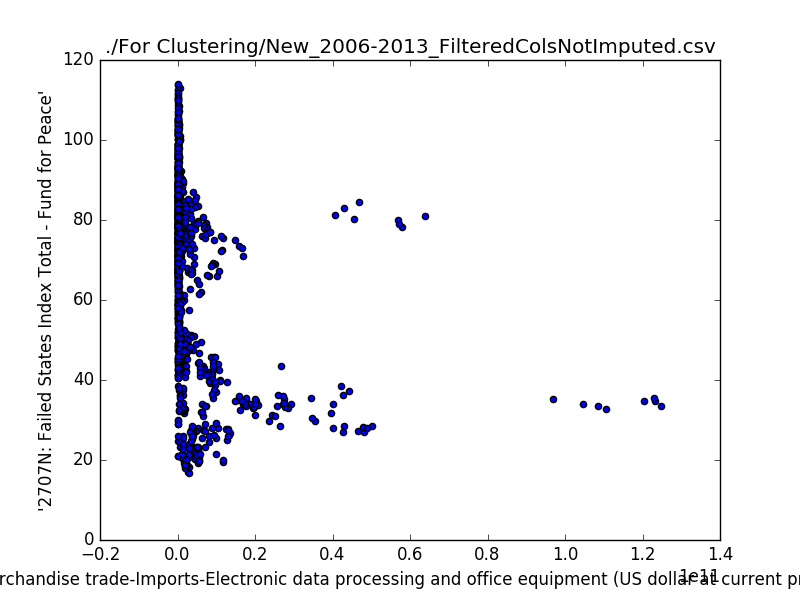 ./For Clustering/New_2006-2013_FilteredColsNotImputed.csv
'2707N: Failed States Index Total - Fund for Peace'
120
100
80
60
40
20
0
−0.2 0.0 0.2 0.4 0.6 0.8 1.0 1.2 1.4
1e11
rchandise trade-Imports-Electronic data processing and office equipment (US dollar at current pr